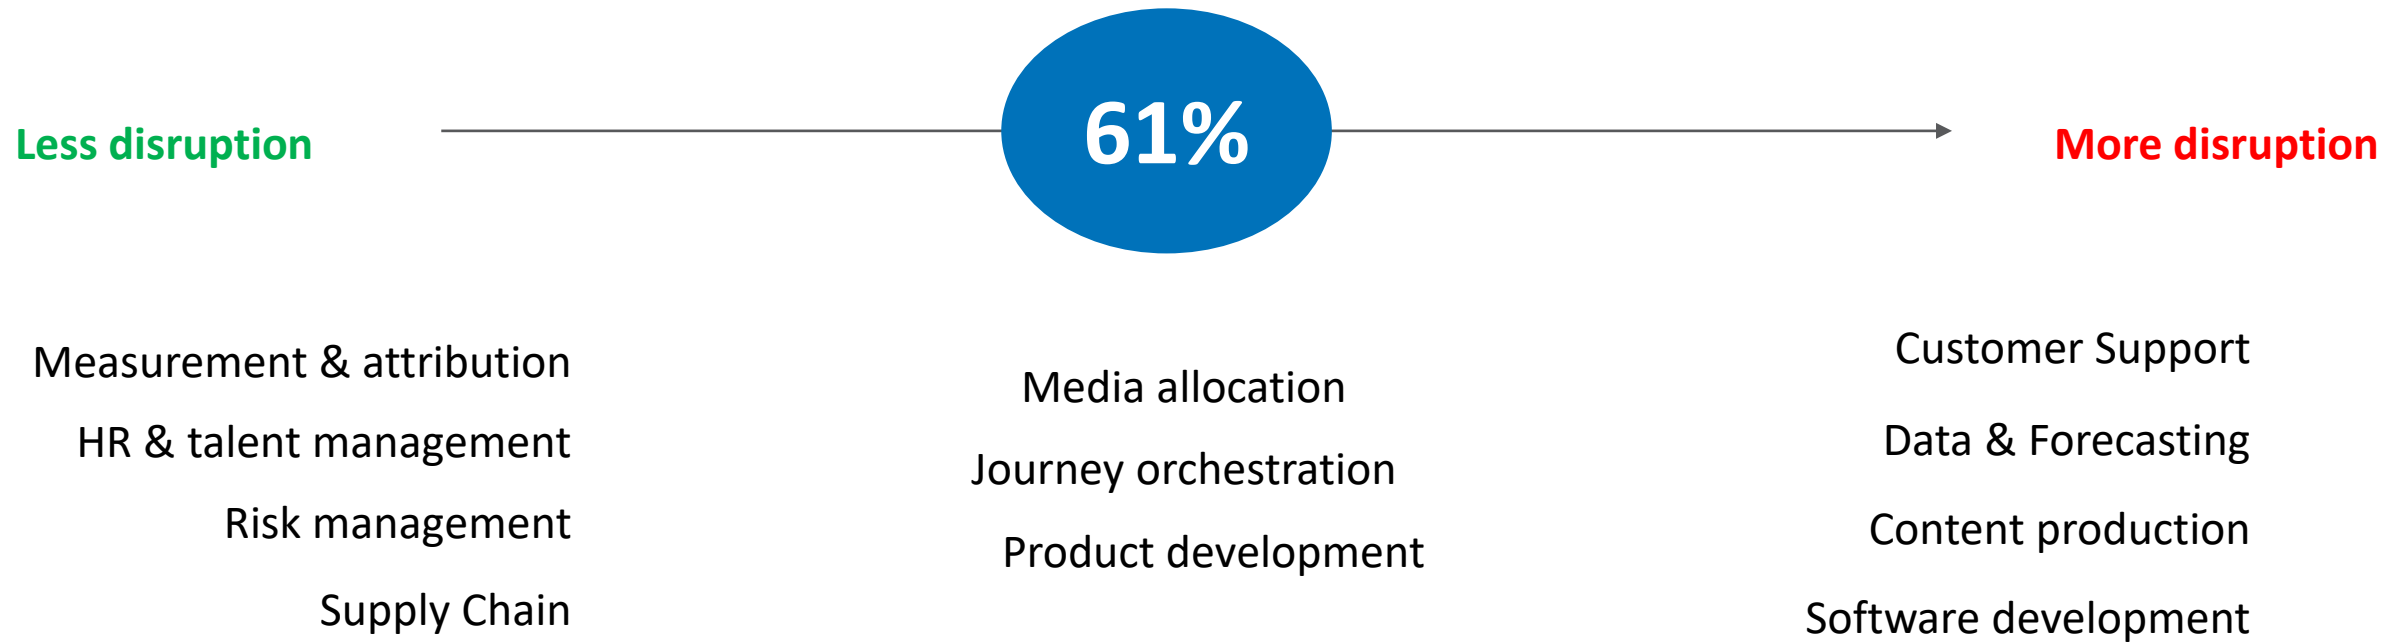 61%
Less disruption
More disruption
Measurement & attribution
HR & talent management
Risk management
Supply Chain
Media allocation
Journey orchestration
Product development
Customer Support
Data & Forecasting
Content production
Software development